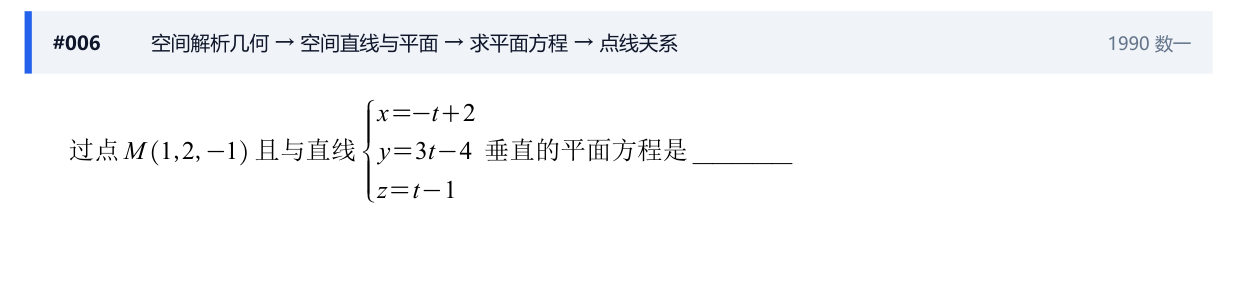 #006 空间解析几何 → 空间直线与平面 → 求平面方程 → 点线关系 1990 数一
x=−t+2
过点 M(1,2,−1) 且与直线 { y=3t−4 垂直的平面方程是 ________
z=t−1